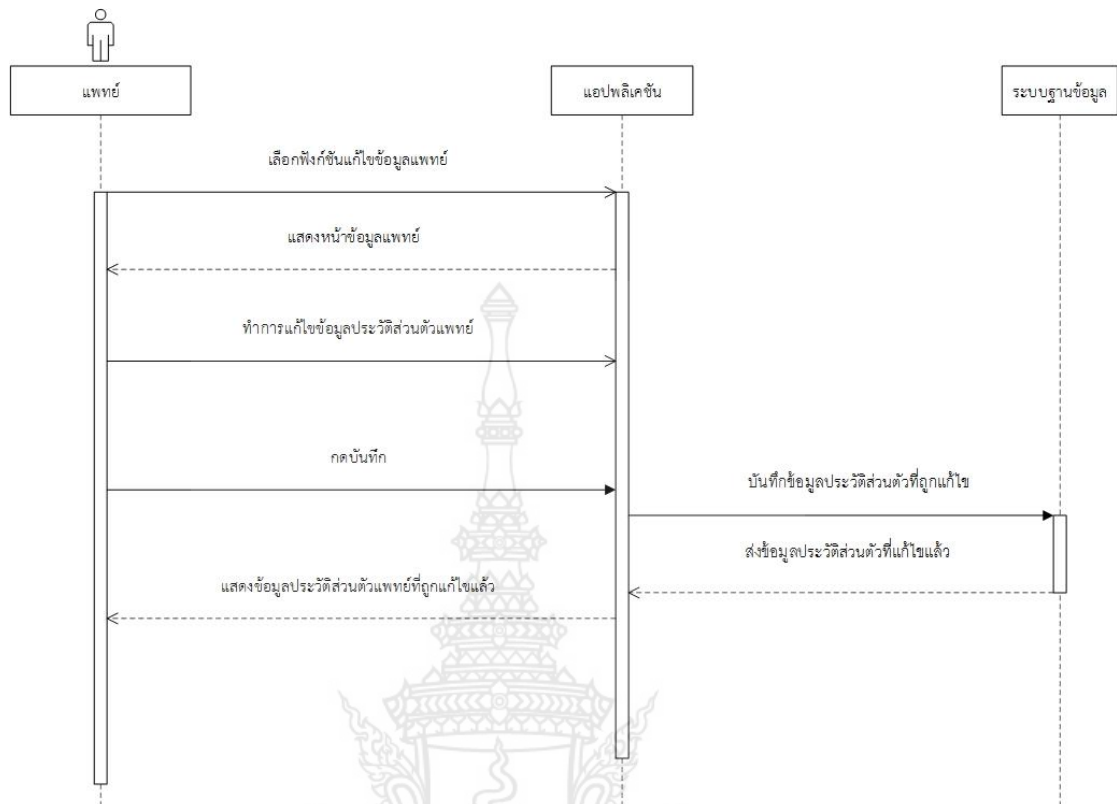 แพทย์
แอปพลิเคชัน
ระบบฐานข้อมูล
เลือกฟังก์ชันแก้ไขข้อมูลแพทย์
แสดงหน้าข้อมูลแพทย์
ทำการแก้ไขข้อมูลประวัติส่วนตัวแพทย์
กดบันทึก
บันทึกข้อมูลประวัติส่วนตัวที่ถูกแก้ไข
ส่งข้อมูลประวัติส่วนตัวที่แก้ไขแล้ว
แสดงข้อมูลประวัติส่วนตัวแพทย์ที่ถูกแก้ไขแล้ว